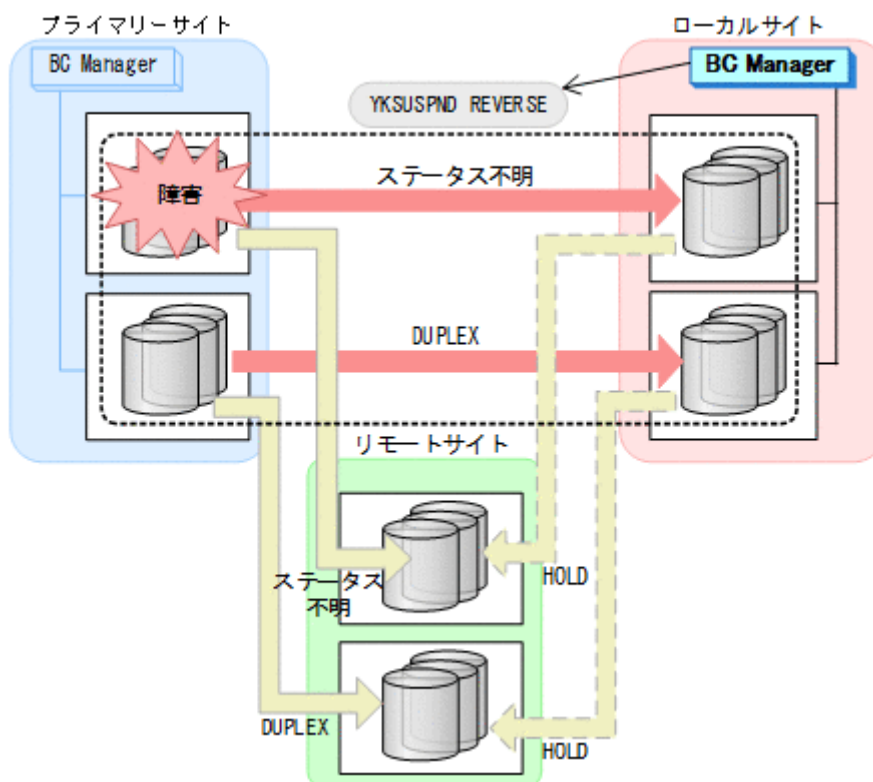 プライマリーサイト
ローカルサイト
BC Manager
BC Manager
YKSUSPND REVERSE
ステータス不明
障害
DUPLEX
リモートサイト
HOLD
ステータス
不明
DUPLEX
HOLD